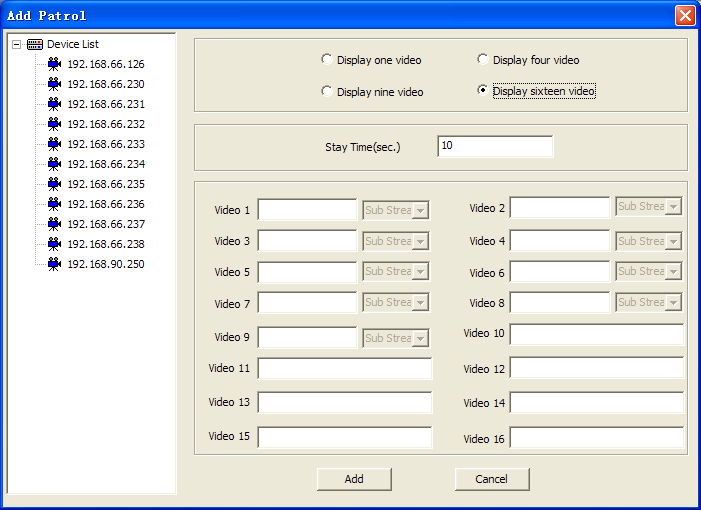 Add Patrol
Device List
192.168.66.126
192.168.66.230
192.168.66.231
192.168.66.232
192.168.66.233
192.168.66.234
192.168.66.235
192.168.66.236
192.168.66.237
192.168.66.238
192.168.90.250
Display one video
Display four video
Display nine video
Display sixteen video
Stay Time(sec.)
10
Video 1
Sub Strea
Video 2
Sub Strea
Video 3
Sub Strea
Video 4
Sub Strea
Video 5
Sub Strea
Video 6
Sub Strea
Video 7
Sub Strea
Video 8
Sub Strea
Video 9
Sub Strea
Video 10
Video 11
Video 12
Video 13
Video 14
Video 15
Video 16
Add
Cancel